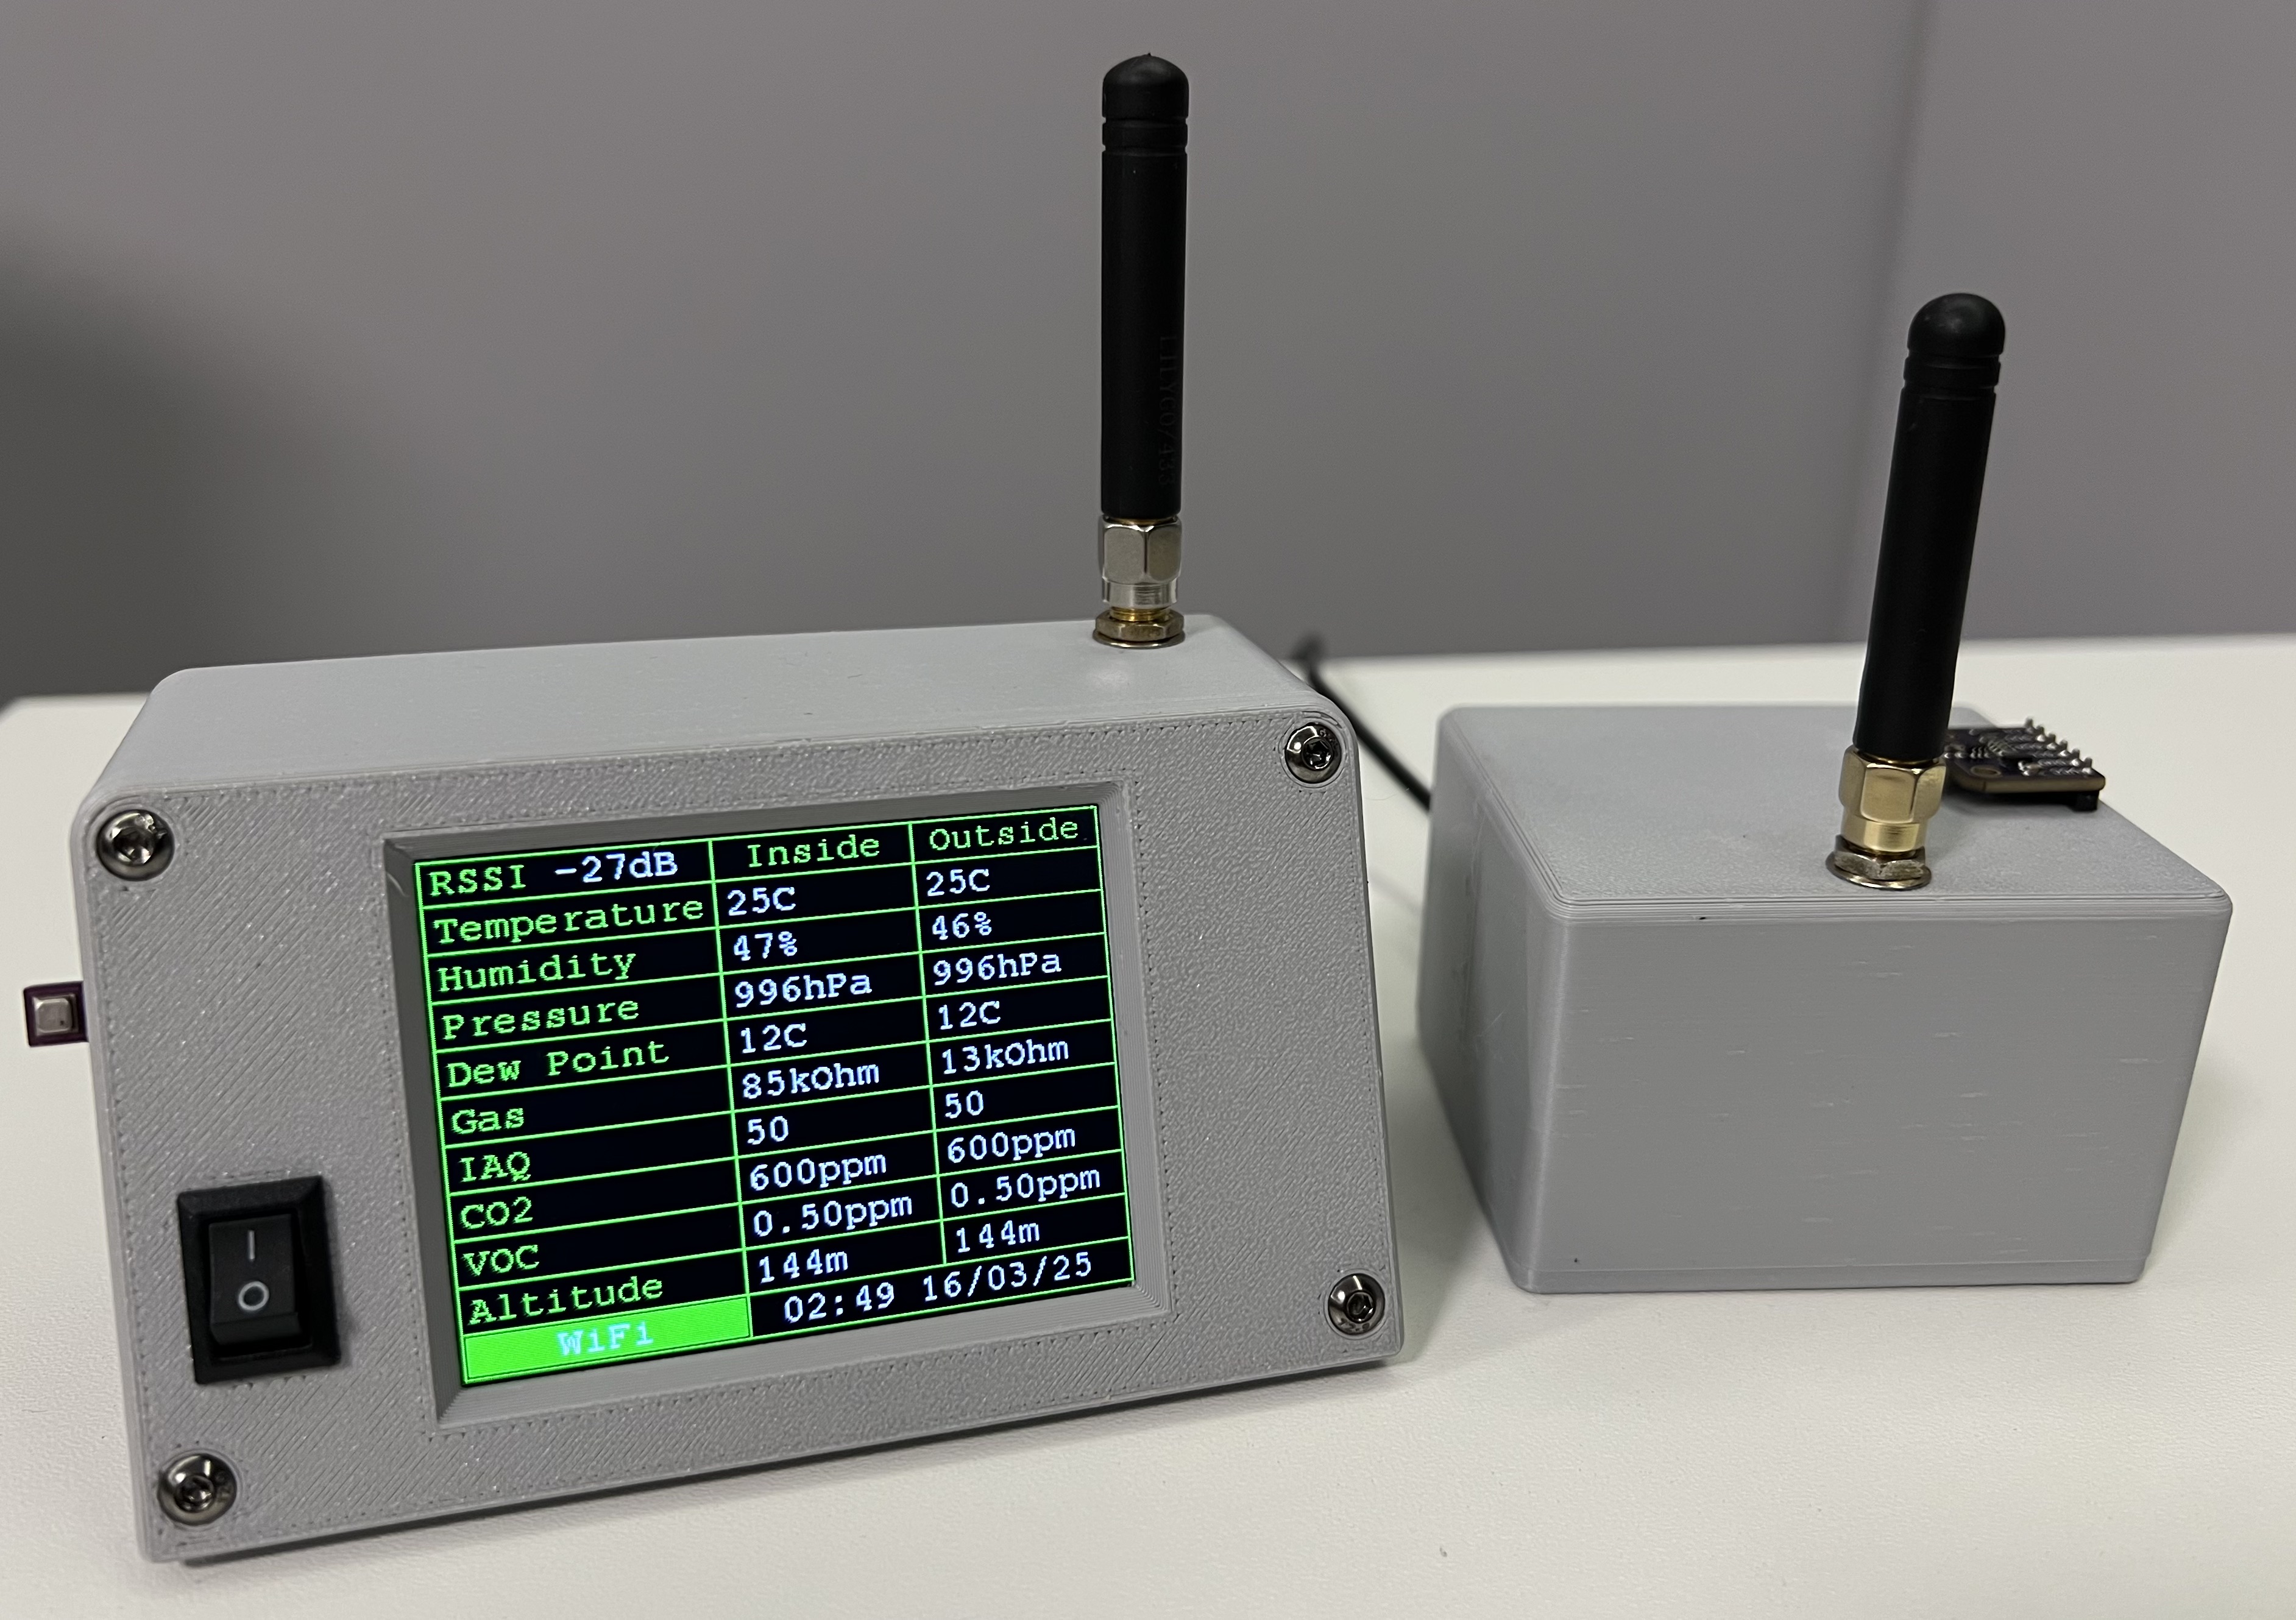 LILYGO/433
RSSI -27dB Inside Outside
Temperature 25C 25C
Humidity 47% 46%
Pressure 996hPa 996hPa
Dew Point 12C 12C
Gas 85kOhm 13kOhm
IAQ 50 50
CO2 600ppm 600ppm
VOC 0.50ppm 0.50ppm
Altitude 144m 144m
WiFi 02:49 16/03/25